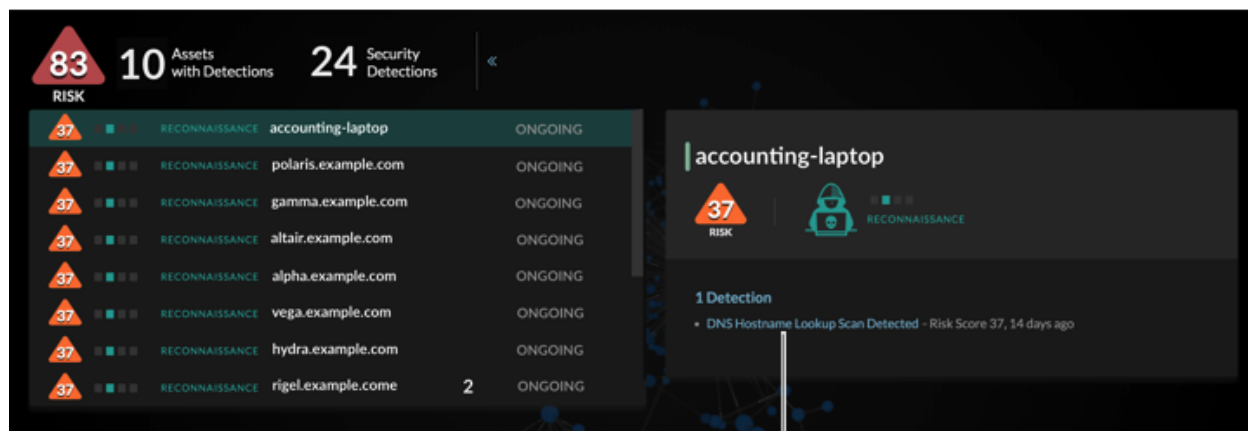 83 RISK
10 Assets with Detections
24 Security Detections
«
37 RECONNAISSANCE accounting-laptop ONGOING
37 RECONNAISSANCE polaris.example.com ONGOING
37 RECONNAISSANCE gamma.example.com ONGOING
37 RECONNAISSANCE altair.example.com ONGOING
37 RECONNAISSANCE alpha.example.com ONGOING
37 RECONNAISSANCE vega.example.com ONGOING
37 RECONNAISSANCE hydra.example.com ONGOING
37 RECONNAISSANCE rigel.example.come 2 ONGOING
accounting-laptop
37 RISK
RECONNAISSANCE
1 Detection
• DNS Hostname Lookup Scan Detected - Risk Score 37, 14 days ago